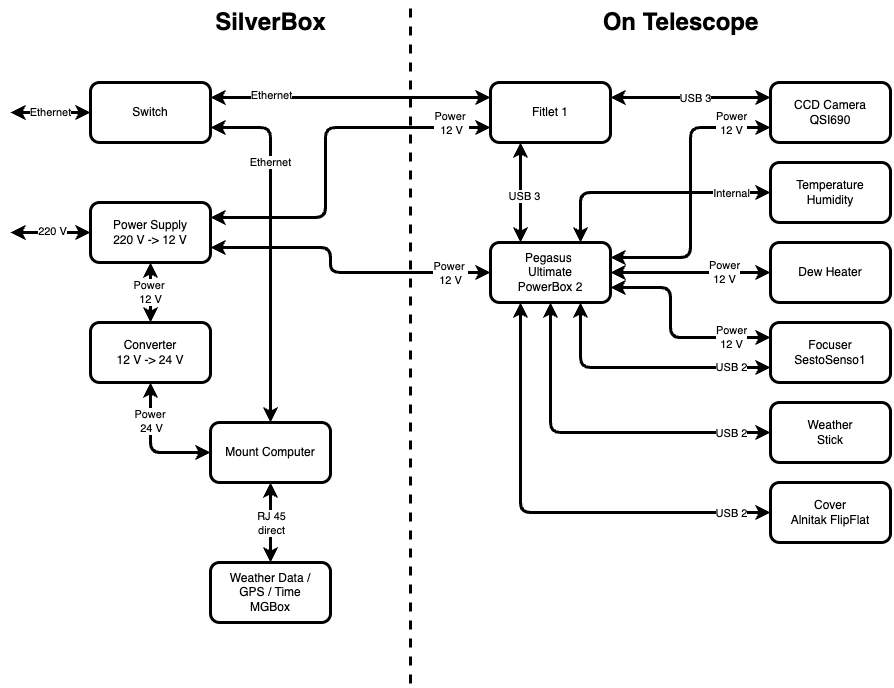 SilverBox
On Telescope
Ethernet
Switch
Ethernet
Ethernet
Power
12 V
Fitlet 1
USB 3
CCD Camera
QSI690
Power
12 V
USB 3
Internal
Temperature
Humidity
220 V
Power Supply
220 V -> 12 V
Power
12 V
Pegasus
Ultimate
PowerBox 2
Power
12 V
Dew Heater
Power
12 V
Converter
12 V -> 24 V
Power
12 V
USB 2
Focuser
SestoSenso1
Power
24 V
Mount Computer
USB 2
Weather
Stick
RJ 45
direct
USB 2
Cover
Alnitak FlipFlat
Weather Data /
GPS / Time
MGBox